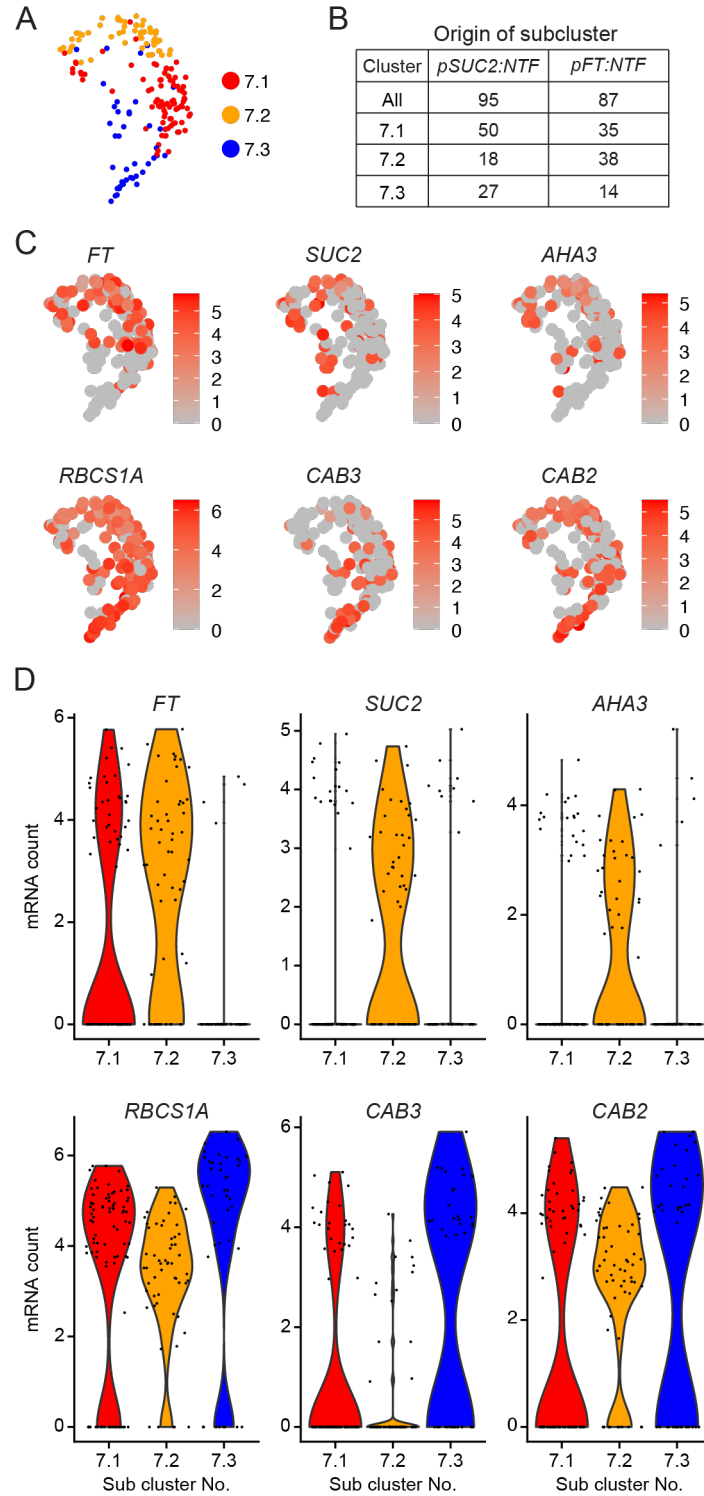 A
7.1
7.2
7.3
B
Origin of subcluster
Cluster pSUC2:NTF pFT:NTF
All 95 87
7.1 50 35
7.2 18 38
7.3 27 14
C
FT SUC2 AHA3
5 4 3 2 1 0
5 4 3 2 1 0
5 4 3 2 1 0
RBCS1A CAB3 CAB2
6 4 2 0
5 4 3 2 1 0
5 4 3 2 1 0
D
FT SUC2 AHA3
mRNA count
6 4 2 0
5 4 3 2 1 0
4 2 0
7.1 7.2 7.3 7.1 7.2 7.3 7.1 7.2 7.3
RBCS1A CAB3 CAB2
mRNA count
6 4 2 0
6 4 2 0
4 2 0
7.1 7.2 7.3 7.1 7.2 7.3 7.1 7.2 7.3
Sub cluster No. Sub cluster No. Sub cluster No.